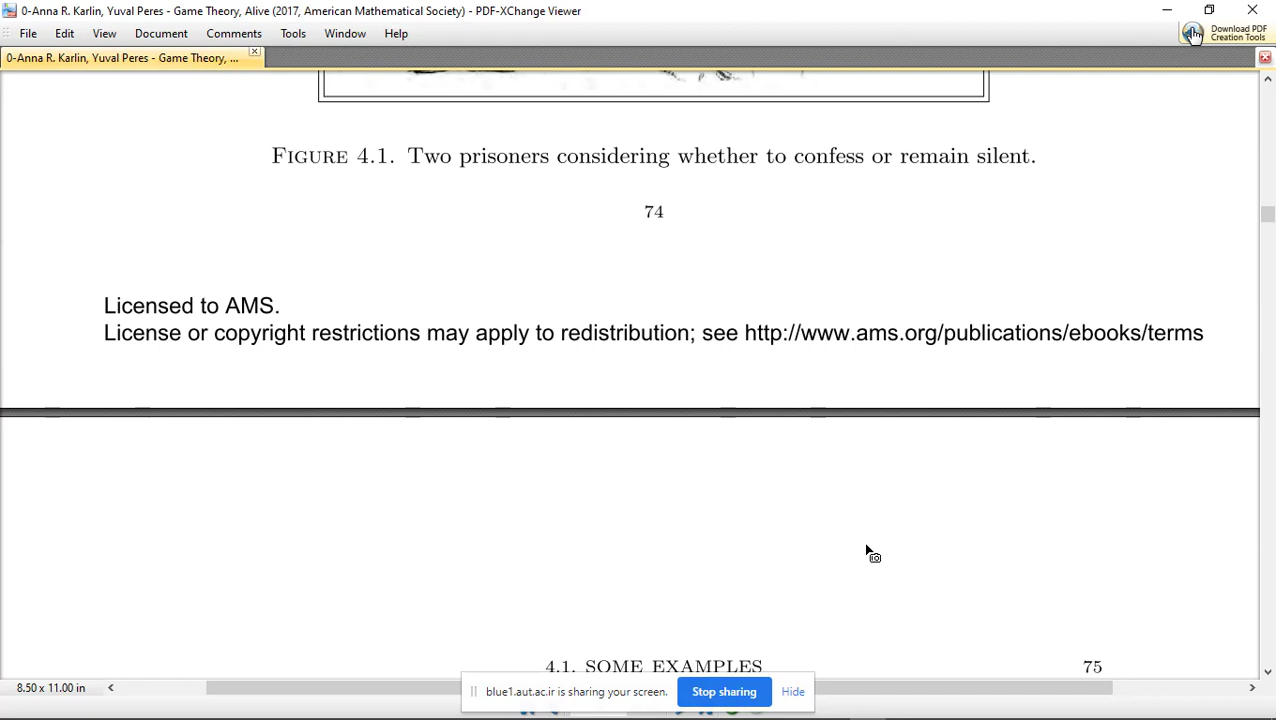 0-Anna R. Karlin, Yuval Peres - Game Theory, Alive (2017, American Mathematical Society) - PDF-XChange Viewer
File Edit View Document Comments Tools Window Help
Download PDF
Creation Tools
0-Anna R. Karlin, Yuval Peres - Game Theory, ...
FIGURE 4.1. Two prisoners considering whether to confess or remain silent.
74
Licensed to AMS.
License or copyright restrictions may apply to redistribution; see http://www.ams.org/publications/ebooks/terms
4.1. SOME EXAMPLES 75
8.50 x 11.00 in
blue1.aut.ac.ir is sharing your screen. Stop sharing Hide